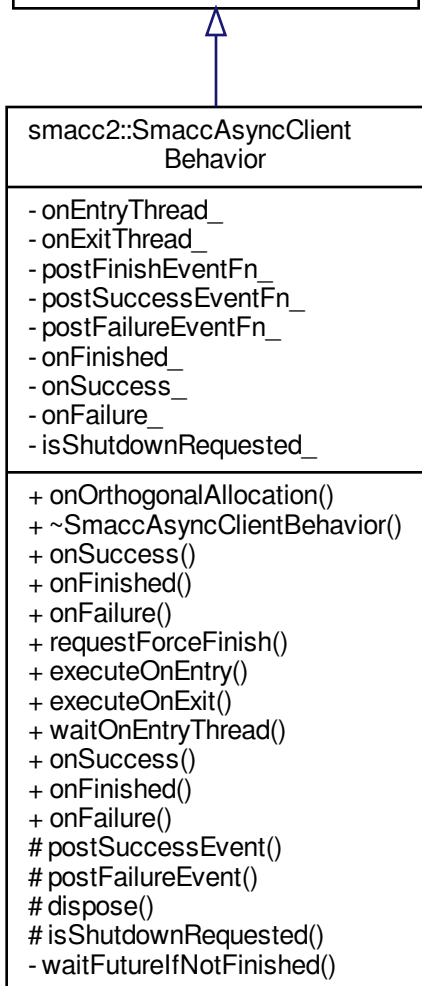 smacc2::SmaccAsyncClient
Behavior
- onEntryThread_
- onExitThread_
- postFinishEventFn_
- postSuccessEventFn_
- postFailureEventFn_
- onFinished_
- onSuccess_
- onFailure_
- isShutdownRequested_
+ onOrthogonalAllocation()
+ ~SmaccAsyncClientBehavior()
+ onSuccess()
+ onFinished()
+ onFailure()
+ requestForceFinish()
+ executeOnEntry()
+ executeOnExit()
+ waitOnEntryThread()
+ onSuccess()
+ onFinished()
+ onFailure()
# postSuccessEvent()
# postFailureEvent()
# dispose()
# isShutdownRequested()
- waitFutureIfNotFinished()